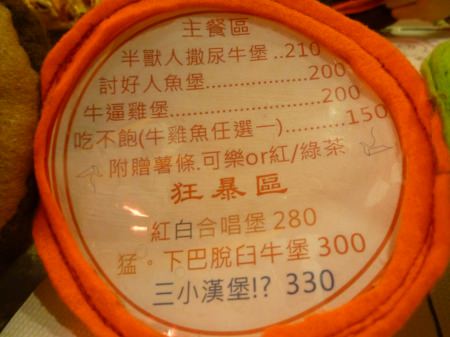 主餐區
半獸人撒尿牛堡..210
討好人魚堡..................200
牛逼雞堡........................200
吃不飽(牛雞魚任選一)..........150
附贈薯條.可樂or紅/綠茶
狂暴區
紅白合唱堡 280
猛。下巴脫臼牛堡 300
三小漢堡!? 330